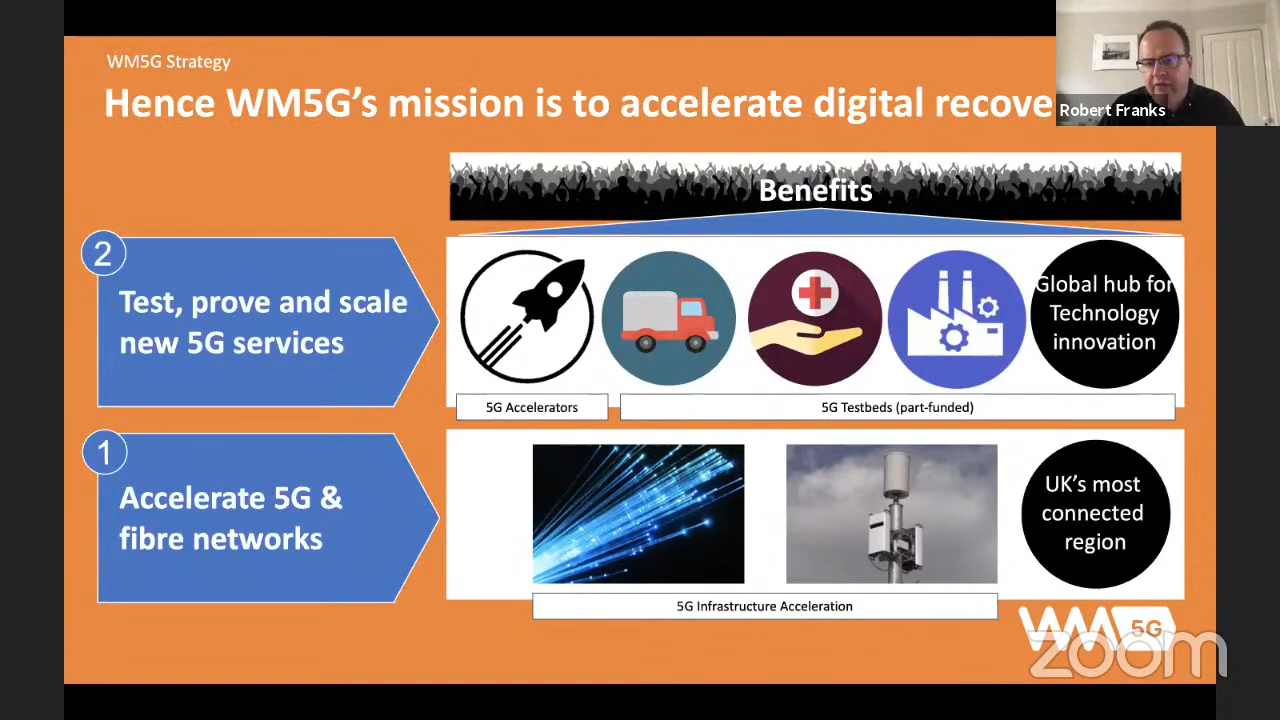 WM5G Strategy
Hence WM5G’s mission is to accelerate digital recove
Robert Franks
Benefits
2
Test, prove and scale
new 5G services
Global hub for
Technology
innovation
5G Accelerators
5G Testbeds (part-funded)
1
Accelerate 5G &
fibre networks
UK’s most
connected
region
5G Infrastructure Acceleration
WM 5G
zoom